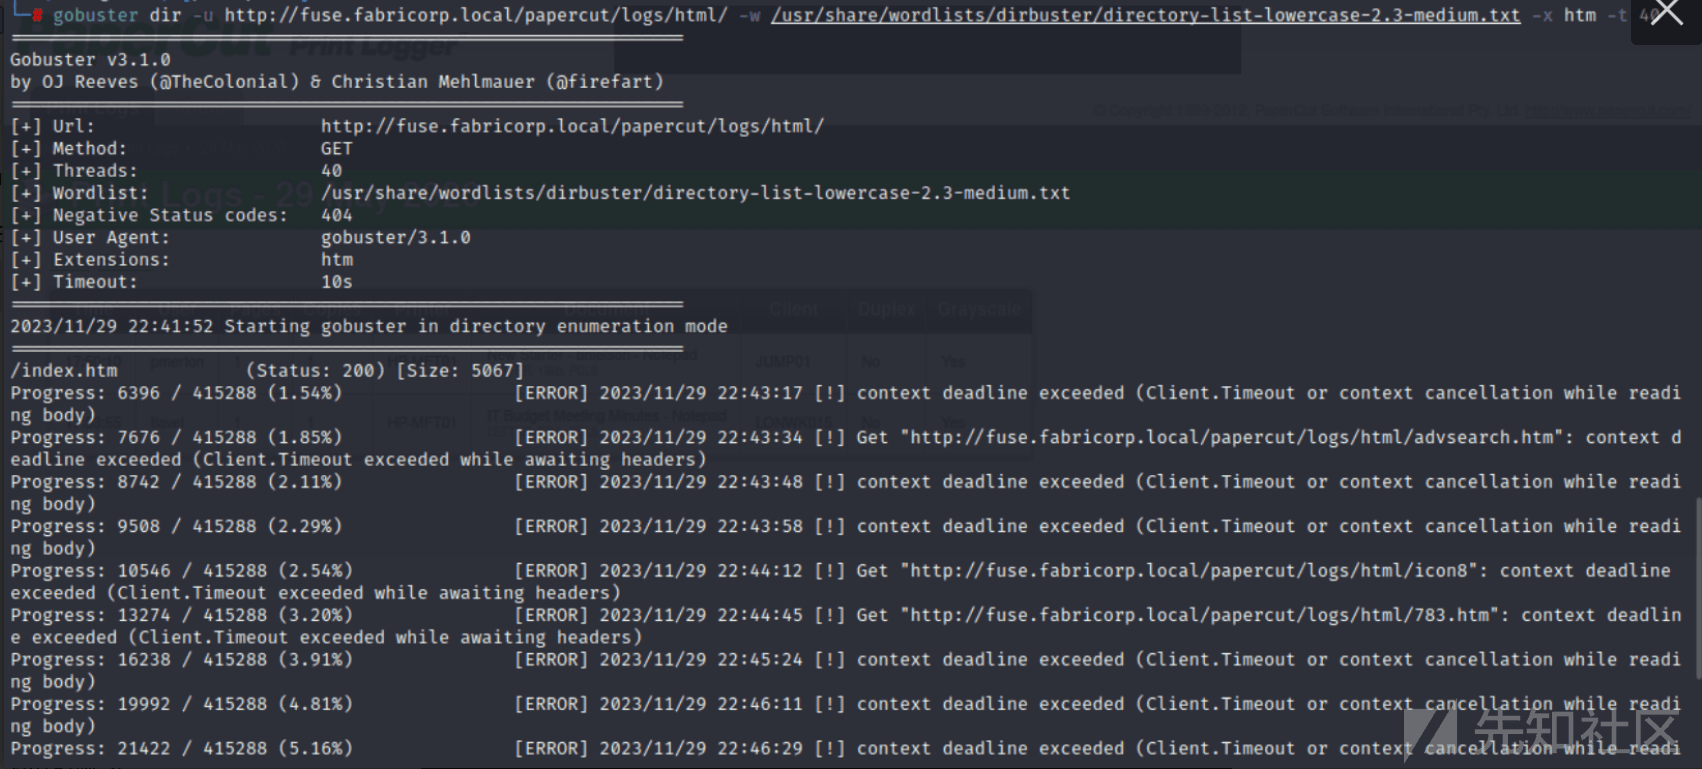 └─# gobuster dir -u http://fuse.fabricorp.local/papercut/logs/html/ -w /usr/share/wordlists/dirbuster/directory-list-lowercase-2.3-medium.txt -x htm -t 40
Print Logger
===============================================================
Gobuster v3.1.0
by OJ Reeves (@TheColonial) & Christian Mehlmauer (@firefart)
===============================================================
[+] Url:                     http://fuse.fabricorp.local/papercut/logs/html/
[+] Method:                  GET
[+] Threads:                 40
[+] Wordlist:                /usr/share/wordlists/dirbuster/directory-list-lowercase-2.3-medium.txt
[+] Negative Status codes:   404
[+] User Agent:              gobuster/3.1.0
[+] Extensions:              htm
[+] Timeout:                 10s
===============================================================
2023/11/29 22:41:52 Starting gobuster in directory enumeration mode
===============================================================
/index.htm            (Status: 200) [Size: 5067]
Progress: 6396 / 415288 (1.54%)                [ERROR] 2023/11/29 22:43:17 [!] context deadline exceeded (Client.Timeout or context cancellation while readi
ng body)
Progress: 7676 / 415288 (1.85%)                [ERROR] 2023/11/29 22:43:34 [!] Get "http://fuse.fabricorp.local/papercut/logs/html/advsearch.htm": context d
eadline exceeded (Client.Timeout exceeded while awaiting headers)
Progress: 8742 / 415288 (2.11%)                [ERROR] 2023/11/29 22:43:48 [!] context deadline exceeded (Client.Timeout or context cancellation while readi
ng body)
Progress: 9508 / 415288 (2.29%)                [ERROR] 2023/11/29 22:43:58 [!] context deadline exceeded (Client.Timeout or context cancellation while readi
ng body)
Progress: 10546 / 415288 (2.54%)               [ERROR] 2023/11/29 22:44:12 [!] Get "http://fuse.fabricorp.local/papercut/logs/html/icon8": context deadline
exceeded (Client.Timeout exceeded while awaiting headers)
Progress: 13274 / 415288 (3.20%)               [ERROR] 2023/11/29 22:44:45 [!] Get "http://fuse.fabricorp.local/papercut/logs/html/783.htm": context deadlin
e exceeded (Client.Timeout exceeded while awaiting headers)
Progress: 16238 / 415288 (3.91%)               [ERROR] 2023/11/29 22:45:24 [!] context deadline exceeded (Client.Timeout or context cancellation while readi
ng body)
Progress: 19992 / 415288 (4.81%)               [ERROR] 2023/11/29 22:46:11 [!] context deadline exceeded (Client.Timeout or context cancellation while readi
ng body)
Progress: 21422 / 415288 (5.16%)               [ERROR] 2023/11/29 22:46:29 [!] context deadline exceeded (Client.Timeout or context cancellation while readi
先知社区